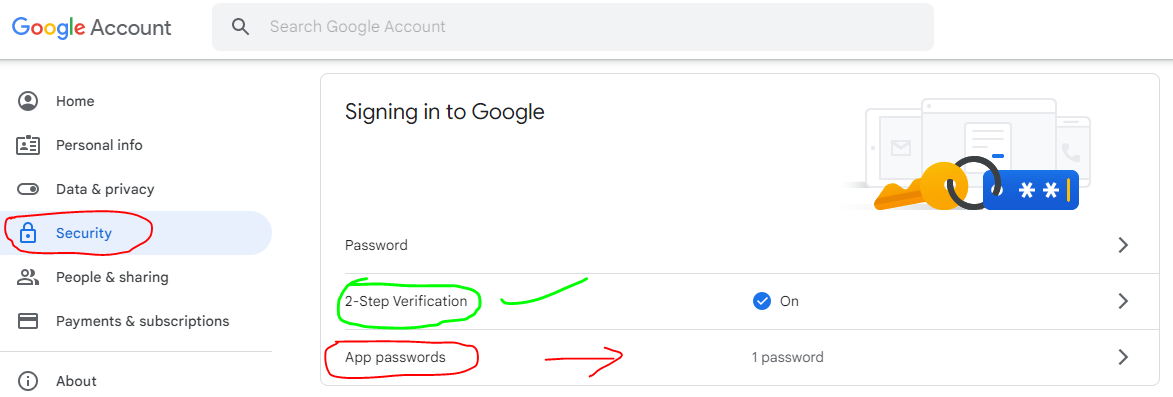 Google Account
Search Google Account
Home
Personal info
Data & privacy
Security
People & sharing
Payments & subscriptions
About
Signing in to Google
Password
2-Step Verification On
App passwords 1 password